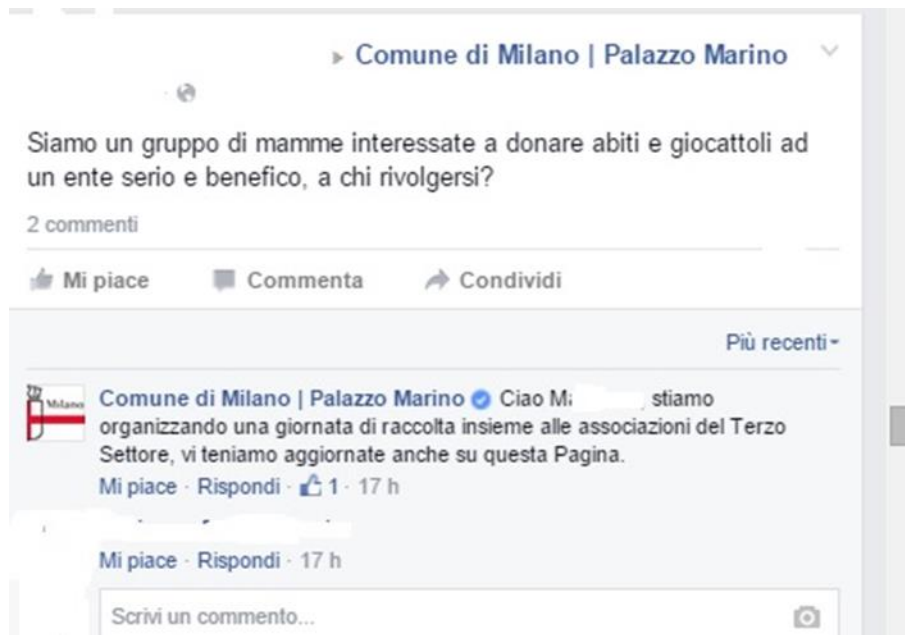 Comune di Milano | Palazzo Marino
Siamo un gruppo di mamme interessate a donare abiti e giocattoli ad
un ente serio e benefico, a chi rivolgersi?
2 commenti
Mi piace Commenta Condividi
Più recenti
Milano
Comune di Milano | Palazzo Marino Ciao , stiamo
organizzando una giornata di raccolta insieme alle associazioni del Terzo
Settore, vi teniamo aggiornate anche su questa Pagina.
Mi piace · Rispondi · 1 · 17 h
Mi piace · Rispondi · 17 h
Scrivi un commento...